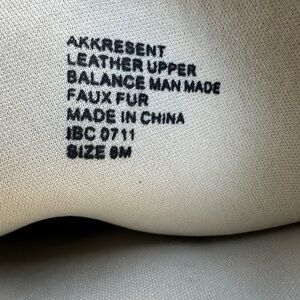 AKKRESENT
LEATHER UPPER
BALANCE MAN MADE
FAUX FUR
MADE IN CHINA
IBC 0711
SIZE 8M